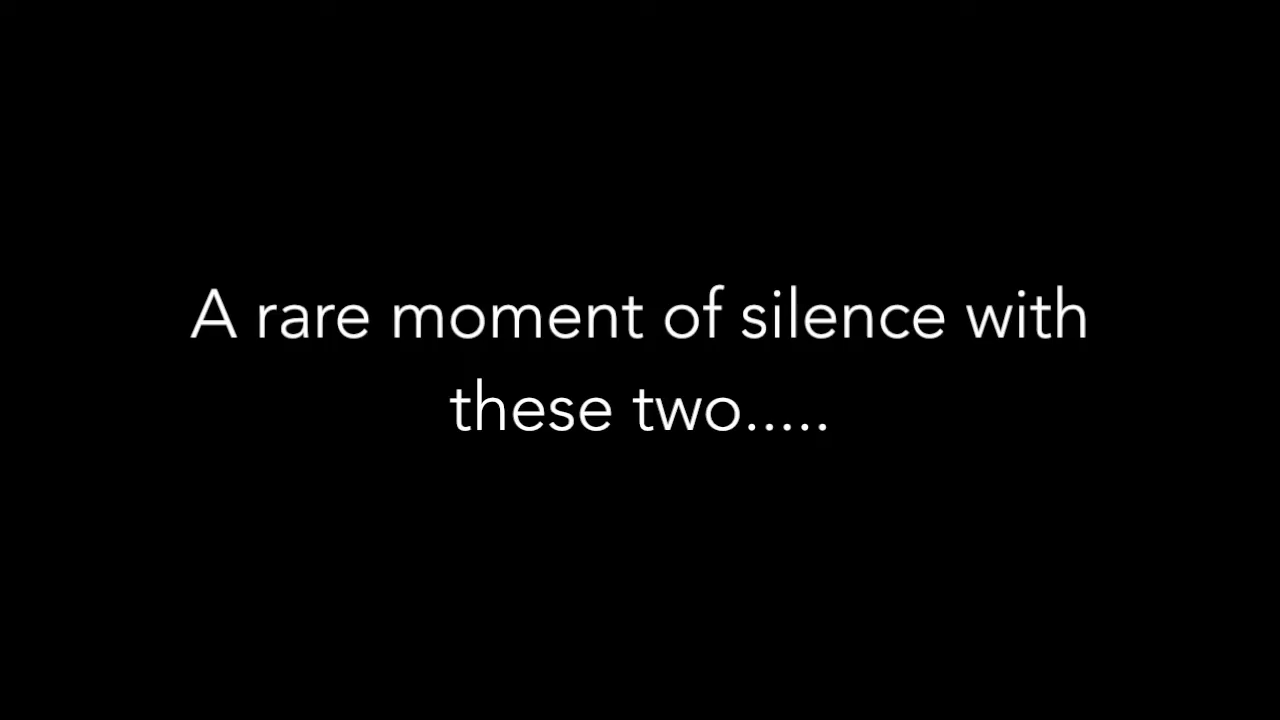 A rare moment of silence with
these two.....